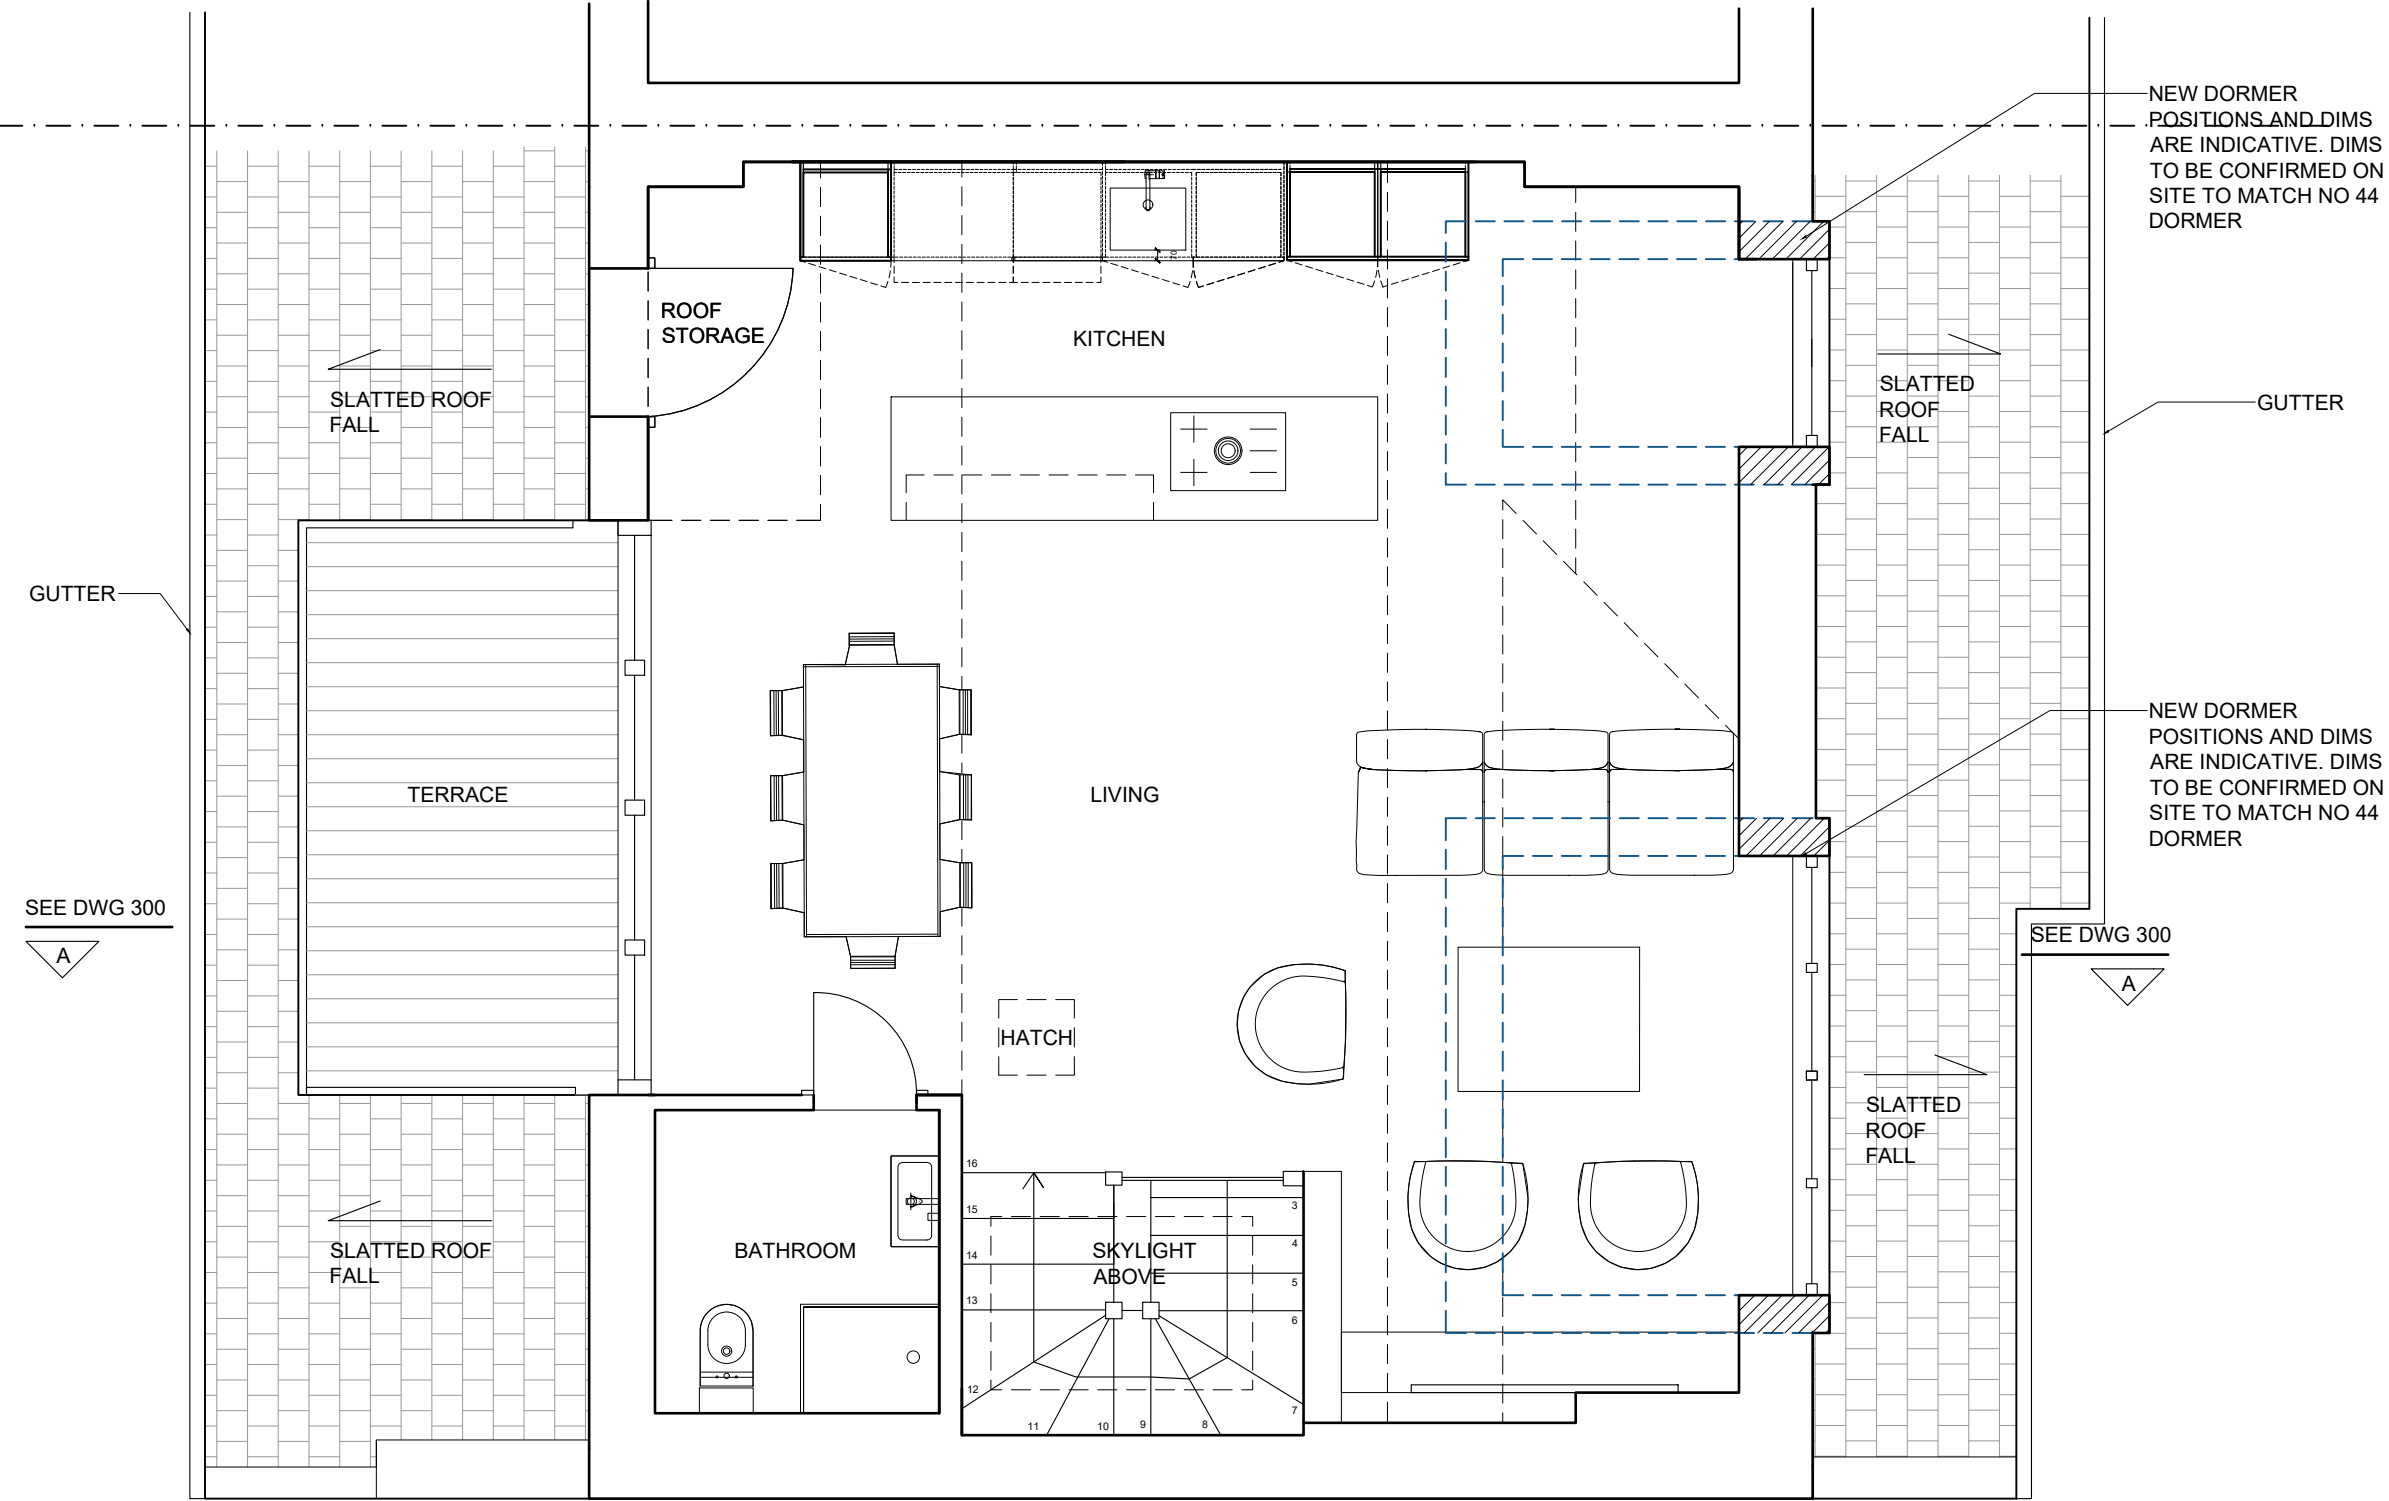 NEW DORMER
POSITIONS AND DIMS
ARE INDICATIVE. DIMS
TO BE CONFIRMED ON
SITE TO MATCH NO 44
DORMER
70
ROOF
STORAGE
KITCHEN
SLATTED ROOF
FALL
SLATTED
ROOF
FALL
GUTTER
GUTTER
NEW DORMER
POSITIONS AND DIMS
ARE INDICATIVE. DIMS
TO BE CONFIRMED ON
SITE TO MATCH NO 44
DORMER
TERRACE
LIVING
SEE DWG 300
A
SEE DWG 300
A
HATCH
SLATTED
ROOF
FALL
16
15
14
13
12
11
10
9
8
7
6
5
4
3
SLATTED ROOF
FALL
BATHROOM
SKYLIGHT
ABOVE